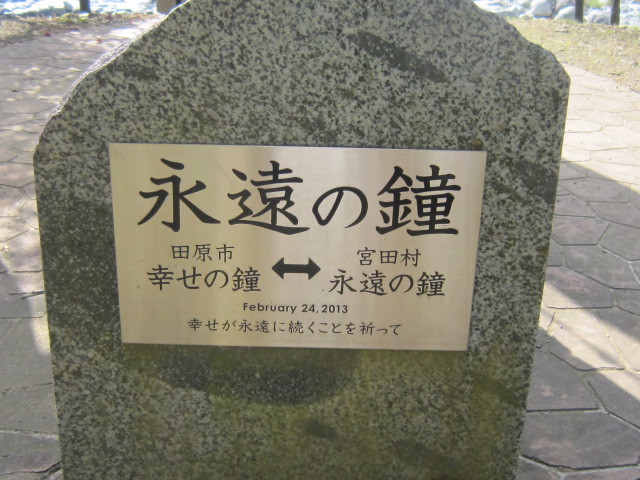 永遠の鐘
田原市 宮田村
幸せの鐘 ↔ 永遠の鐘
February 24, 2013
幸せが永遠に続くことを祈って